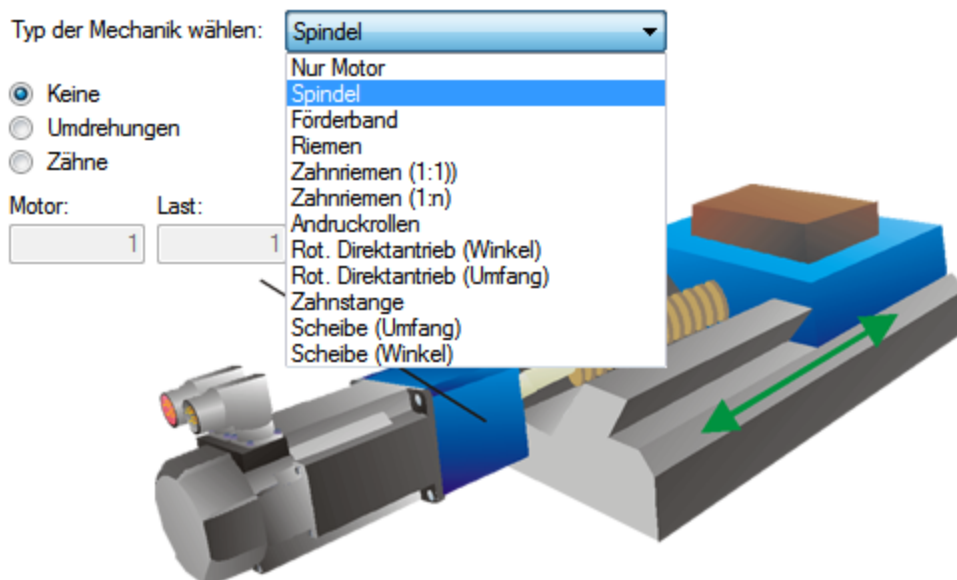 Typ der Mechanik wählen:
Spindel
Nur Motor
Spindel
Förderband
Riemen
Zahnriemen (1:1))
Zahnriemen (1:n)
Andruckrollen
Rot. Direktantrieb (Winkel)
Rot. Direktantrieb (Umfang)
Zahnstange
Scheibe (Umfang)
Scheibe (Winkel)
Keine
Umdrehungen
Zähne
Motor:
Last:
1
1